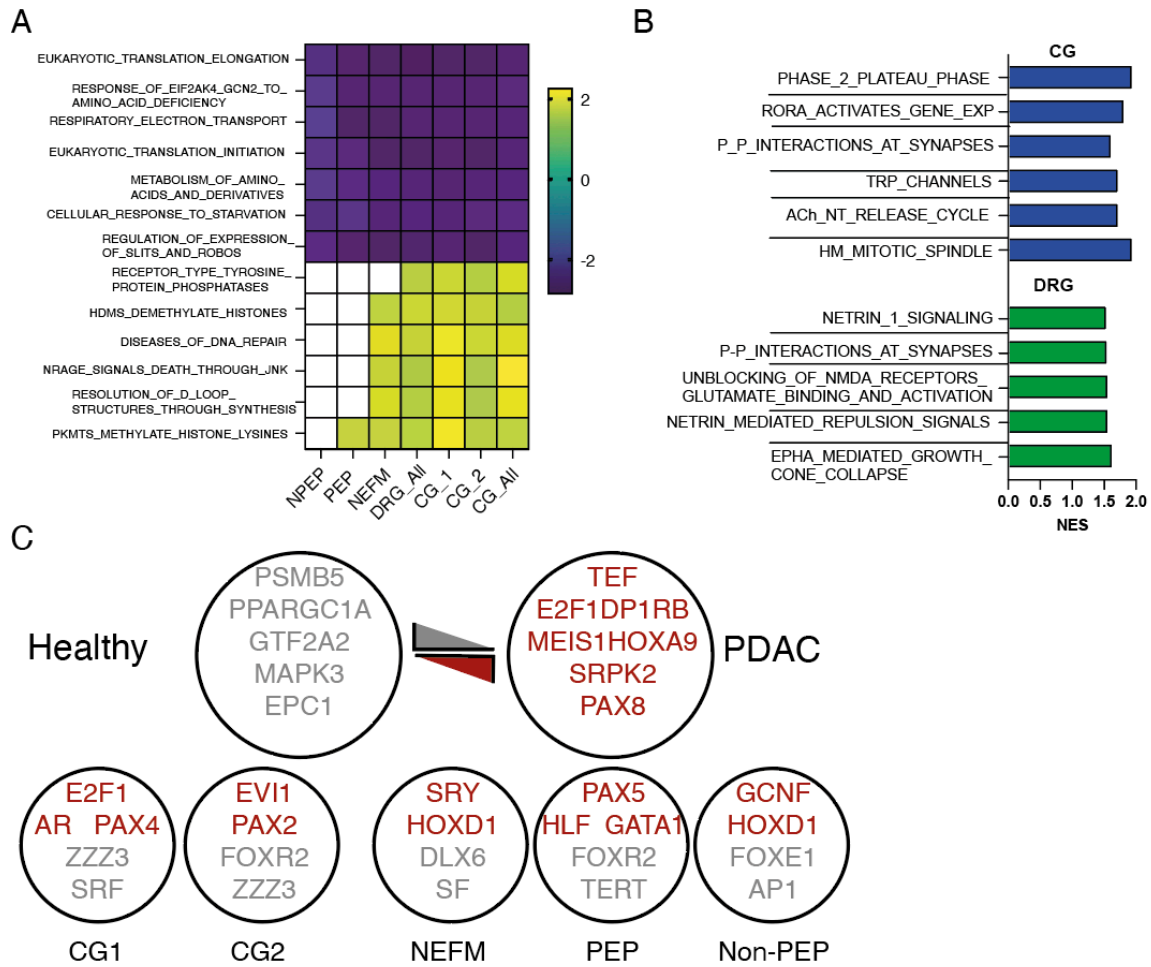 A
EUKARYOTIC_TRANSLATION_ELONGATION
RESPONSE_OF_EIF2AK4_GCN2_TO_
AMINO_ACID_DEFICIENCY
RESPIRATORY_ELECTRON_TRANSPORT
EUKARYOTIC_TRANSLATION_INITIATION
METABOLISM_OF_AMINO_
ACIDS_AND_DERIVATIVES
CELLULAR_RESPONSE_TO_STARVATION
REGULATION_OF_EXPRESSION_
OF_SLITS_AND_ROBOS
RECEPTOR_TYPE_TYROSINE_
PROTEIN_PHOSPHATASES
HDMS_DEMETHYLATE_HISTONES
DISEASES_OF_DNA_REPAIR
NRAGE_SIGNALS_DEATH_THROUGH_JNK
RESOLUTION_OF_D_LOOP_
STRUCTURES_THROUGH_SYNTHESIS
PKMTS_METHYLATE_HISTONE_LYSINES
NPEP
PEP
NEFM
DRG_All
CG_1
CG_2
CG_All
2
0
-2
B
CG
PHASE_2_PLATEAU_PHASE
RORA_ACTIVATES_GENE_EXP
P_P_INTERACTIONS_AT_SYNAPSES
TRP_CHANNELS
ACh_NT_RELEASE_CYCLE
HM_MITOTIC_SPINDLE
DRG
NETRIN_1_SIGNALING
P-P_INTERACTIONS_AT_SYNAPSES
UNBLOCKING_OF_NMDA_RECEPTORS_
GLUTAMATE_BINDING_AND_ACTIVATION
NETRIN_MEDIATED_REPULSION_SIGNALS
EPHA_MEDIATED_GROWTH_
CONE_COLLAPSE
0.0 0.5 1.0 1.5 2.0
NES
C
Healthy
PSMB5
PPARGC1A
GTF2A2
MAPK3
EPC1
TEF
E2F1DP1RB
MEIS1HOXA9
SRPK2
PAX8
PDAC
E2F1
AR PAX4
ZZZ3
SRF
CG1
EVI1
PAX2
FOXR2
ZZZ3
CG2
SRY
HOXD1
DLX6
SF
NEFM
PAX5
HLF GATA1
FOXR2
TERT
PEP
GCNF
HOXD1
FOXE1
AP1
Non-PEP